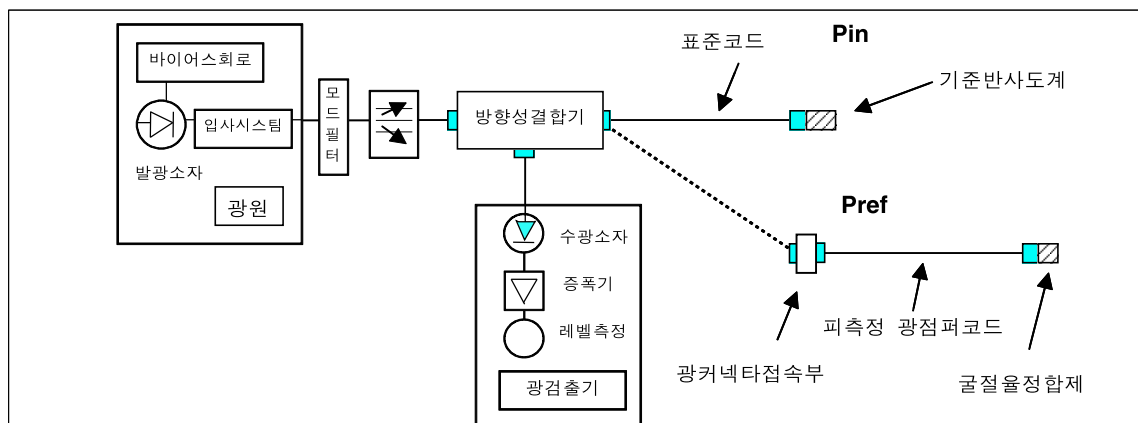 바이어스회로
입사시스팀
발광소자
광원
모드필터
방향성결합기
표준코드
Pin
기준반사도계
수광소자
증폭기
레벨측정
광검출기
Pref
피측정 광점퍼코드
광커넥타접속부
굴절율정합제